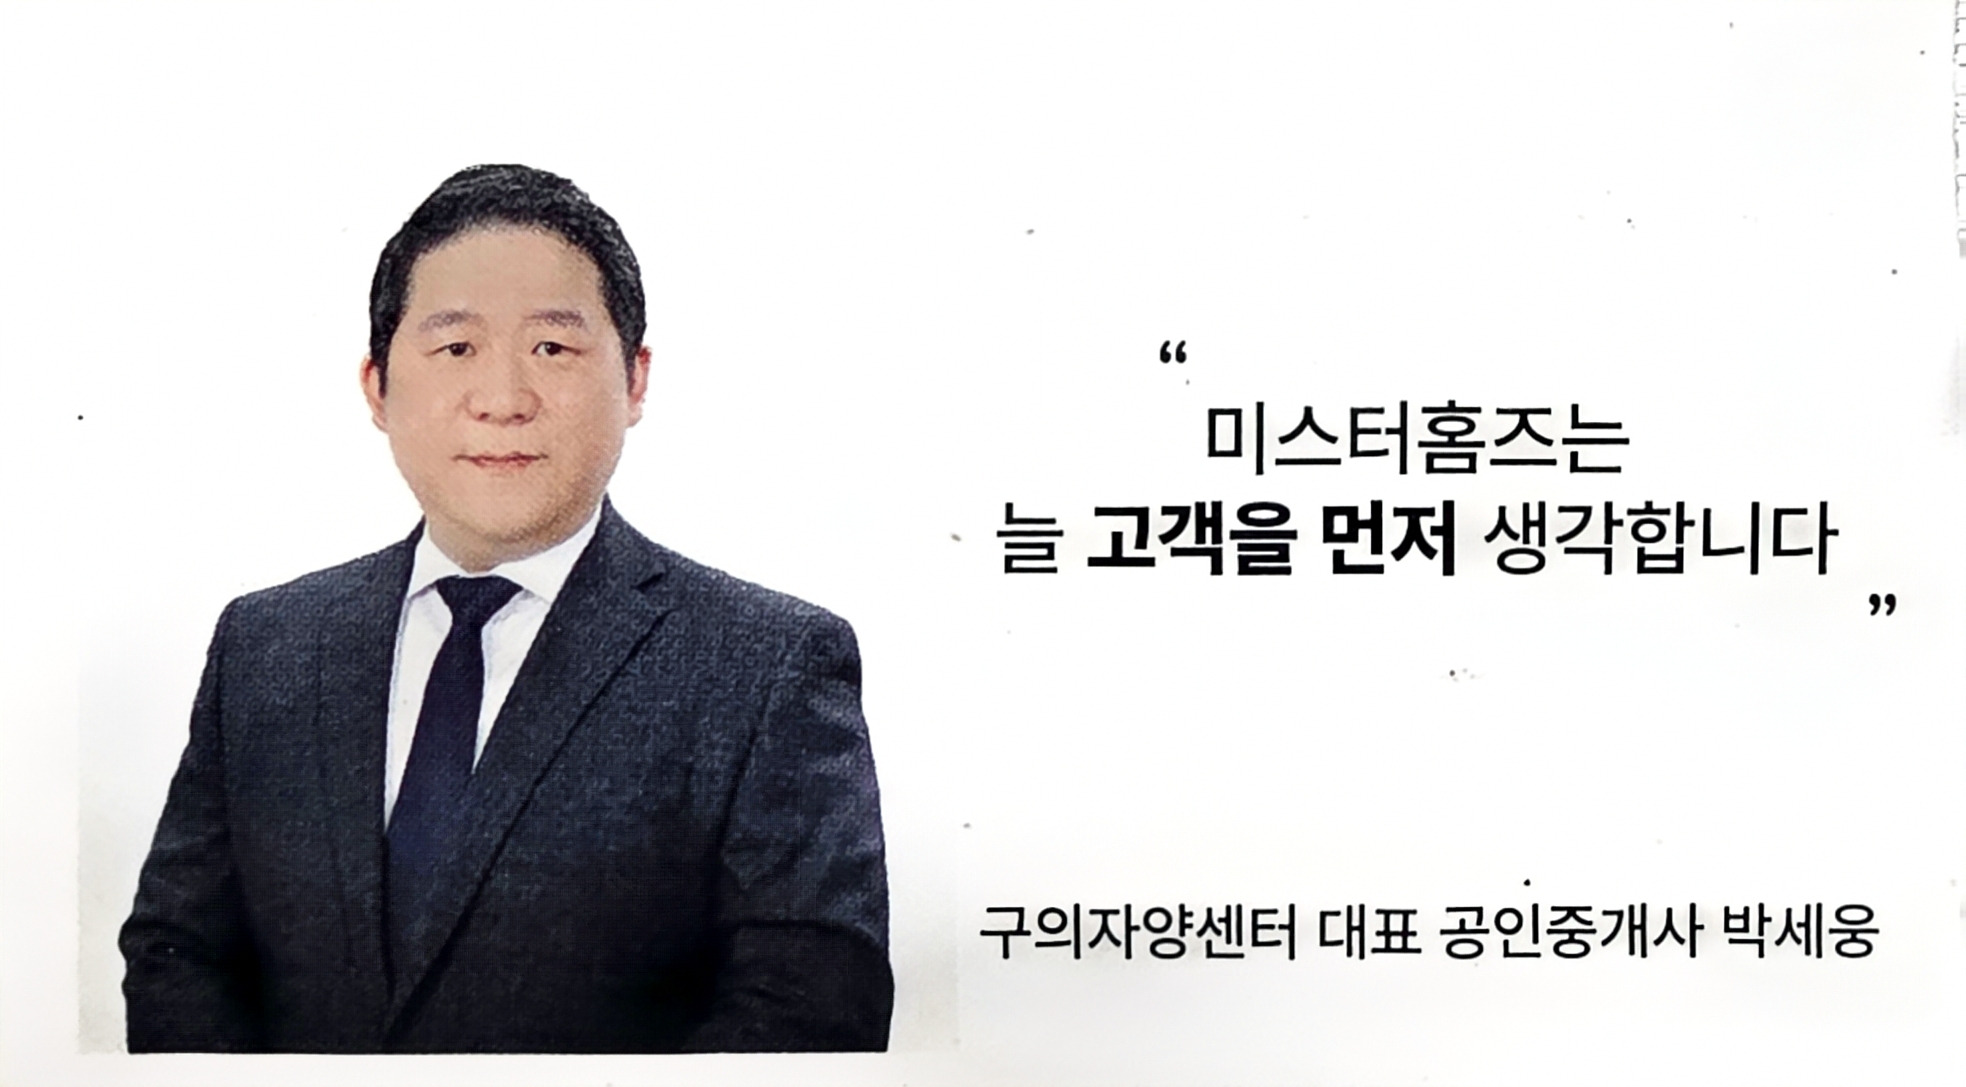 “
미스터홈즈는
늘 고객을 먼저 생각합니다
”
구의자양센터 대표 공인중개사 박세웅